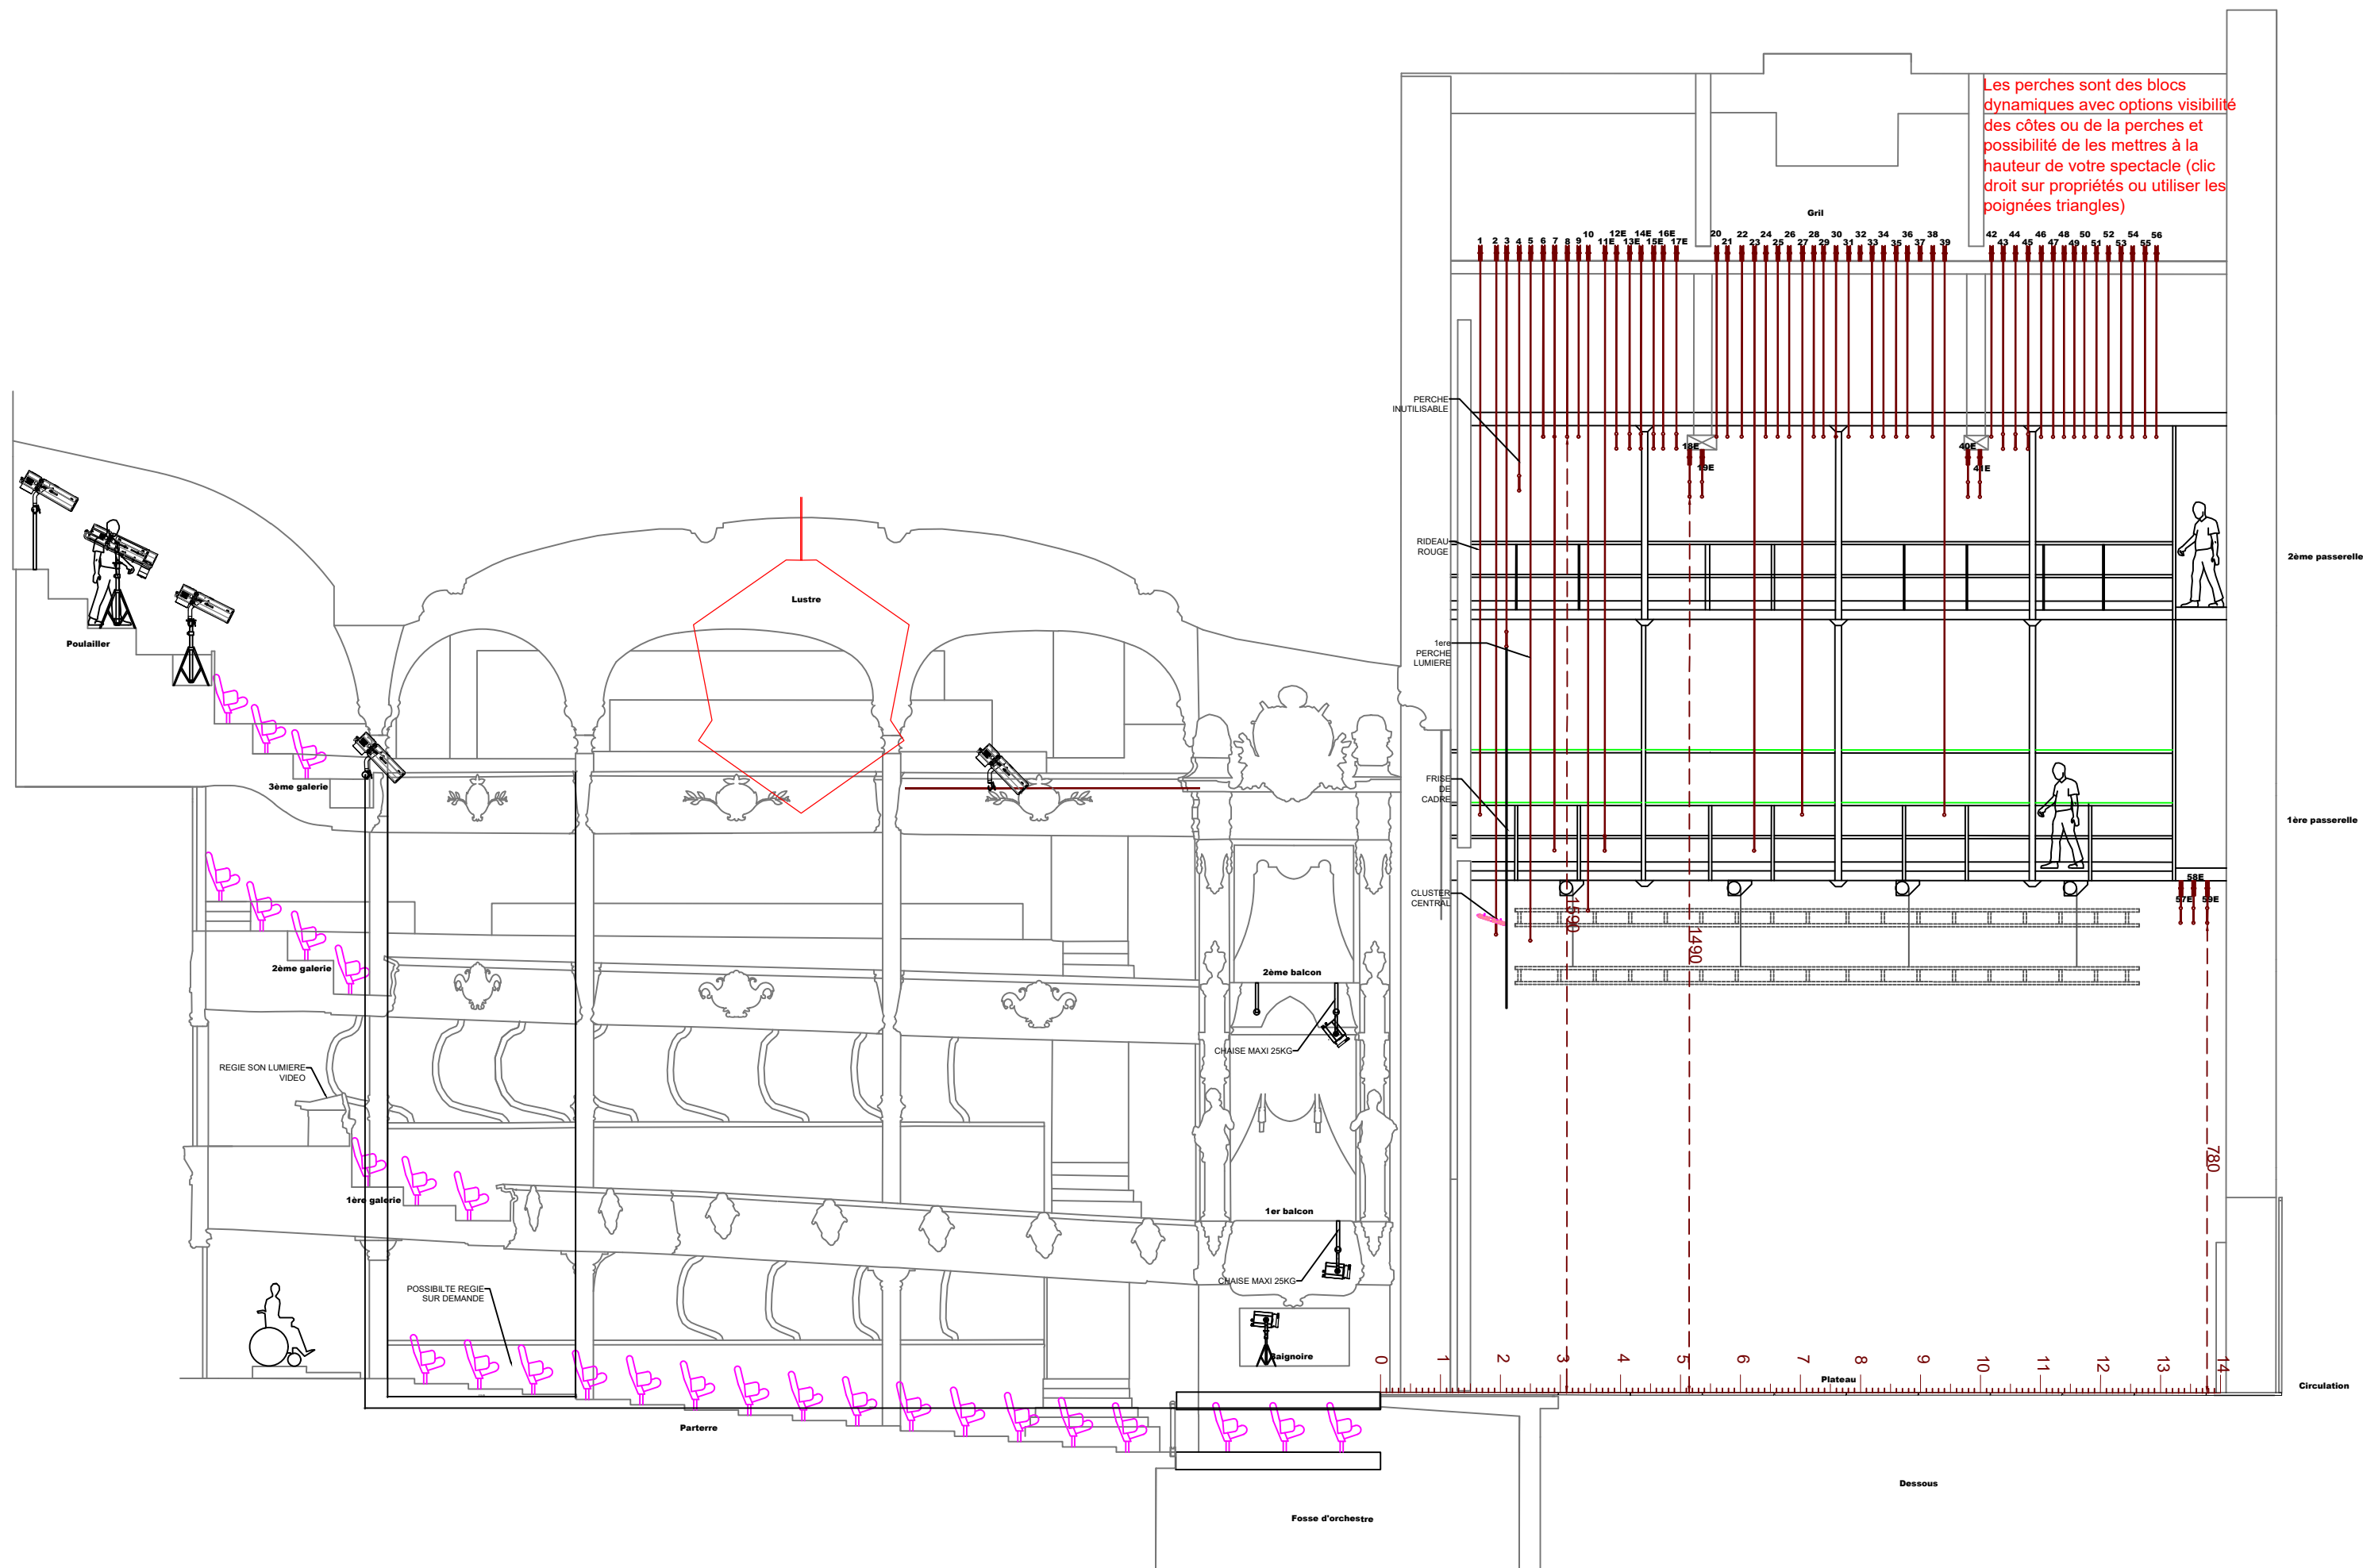 Les perches sont des blocs
dynamiques avec options visibilité
des côtes ou de la perches et
possibilité de les mettres à la
hauteur de votre spectacle (clic
droit sur propriétés ou utiliser les
poignées triangles)
Gril
1 2 3 4 5 6 7 8 9 10 11E 12E 13E 14E 15E 16E 17E 20 21 22 23 24 25 26 27 28 29 30 31 32 33 34 35 36 37 38 39 42 43 44 45 46 47 48 49 50 51 52 53 54 55 56
PERCHE
INUTILISABLE
18E
19E
40E
41E
RIDEAU
ROUGE
2ème passerelle
Lustre
Poulailler
1ere
PERCHE
LUMIERE
3ème galerie
FRISE
DE
CADRE
1ère passerelle
CLUSTER
CENTRAL
58E
57E
59E
1590
1490
2ème galerie
2ème balcon
CHAISE MAXI 25KG
REGIE SON LUMIERE
VIDEO
780
1ère galerie
1er balcon
CHAISE MAXI 25KG
POSSIBILTE REGIE
SUR DEMANDE
Baignoire
0 1 2 3 4 5 6 7 8 9 10 11 12 13 14
Plateau
Circulation
Parterre
Dessous
Fosse d'orchestre